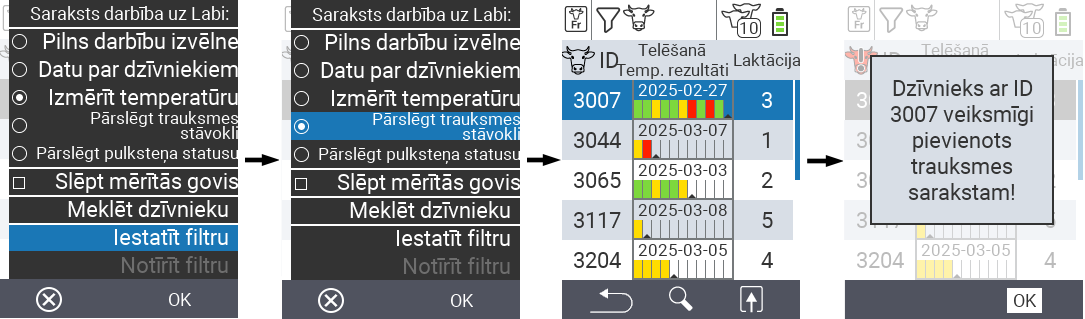 Saraksts darbība uz Labi:
Pilns darbību izvēlne
Datu par dzīvniekiem
Izmērīt temperatūru
Pārslēgt trauksmes
stāvokli
Pārslēgt pulksteņa statusu
Slēpt mērītās govis
Meklēt dzīvnieku
Iestatīt filtru
Notīrīt filtru
OK
Saraksts darbība uz Labi:
Pilns darbību izvēlne
Datu par dzīvniekiem
Izmērīt temperatūru
Pārslēgt trauksmes
stāvokli
Pārslēgt pulksteņa statusu
Slēpt mērītās govis
Meklēt dzīvnieku
Iestatīt filtru
Notīrīt filtru
OK
Fr
10
ID
Telēšanā
Temp. rezultāti
Laktācija
3007 2025-02-27 3
3044 2025-03-07 1
3065 2025-03-03 2
3117 2025-03-08 5
3204 2025-03-05 4
Fr
10
ID
Telēšanā
Laktācija
Dzīvnieks ar ID
3007 veiksmīgi
pievienots
trauksmes
sarakstam!
3204 2025-03-05 4
OK